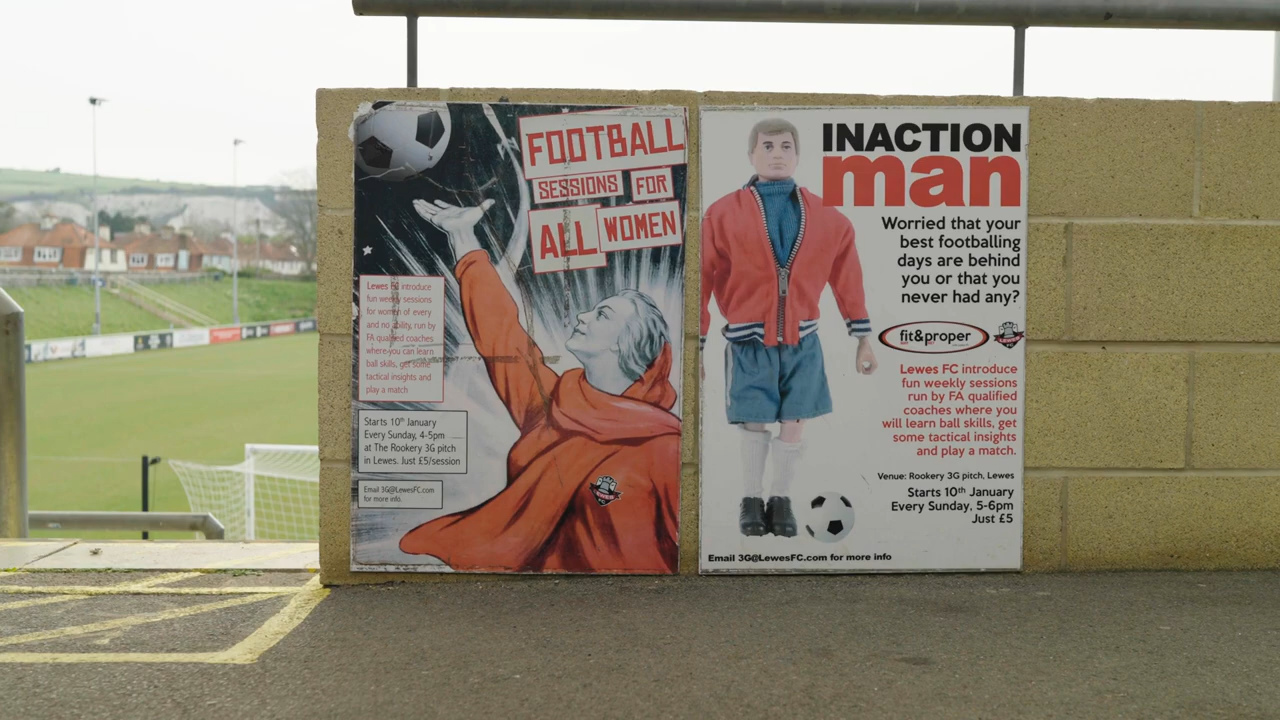 FOOTBALL
SESSIONS FOR
ALL WOMEN
Lewes FC introduce
fun weekly sessions
for women of every
and no ability, run by
FA qualified coaches
where you can learn
ball skills, get some
tactical insights and
play a match
Starts 10th January
Every Sunday, 4-5pm
at The Rookery 3G pitch
in Lewes. Just £5/session
Email 3G@LewesFC.com
for more info.
LEWES
INACTION
man
Worried that your
best footballing
days are behind
you or that you
never had any?
fit&proper
LEWES
Lewes FC introduce
fun weekly sessions
run by FA qualified
coaches where you
will learn ball skills, get
some tactical insights
and play a match.
Venue: Rookery 3G pitch, Lewes
Starts 10th January
Every Sunday, 5-6pm
Just £5
Email 3G@LewesFC.com for more info